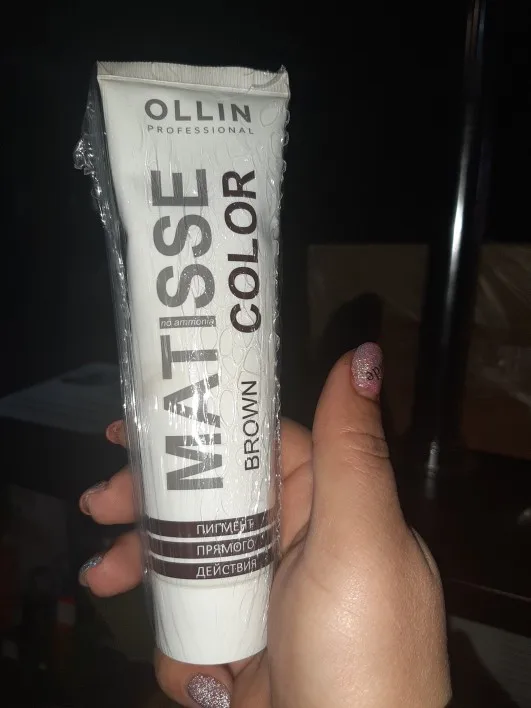 OLLIN
PROFESSIONAL
MATISSE
no ammonia
COLOR
BROWN
ПИГМЕНТ
ПРЯМОГО
ДЕЙСТВИЯ